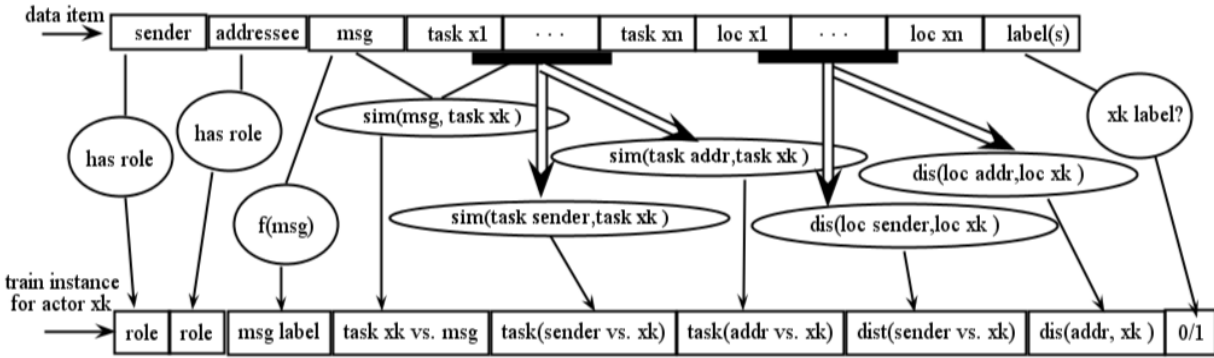 data item
sender addressee msg task x1 . . . task xn loc x1 . . . loc xn label(s)
has role
has role
f(msg)
sim(msg, task xk )
sim(task sender,task xk )
sim(task addr,task xk )
dis(loc sender,loc xk )
dis(loc addr,loc xk )
xk label?
train instance
for actor xk
role role msg label task xk vs. msg task(sender vs. xk) task(addr vs. xk) dist(sender vs. xk) dis(addr, xk ) 0/1